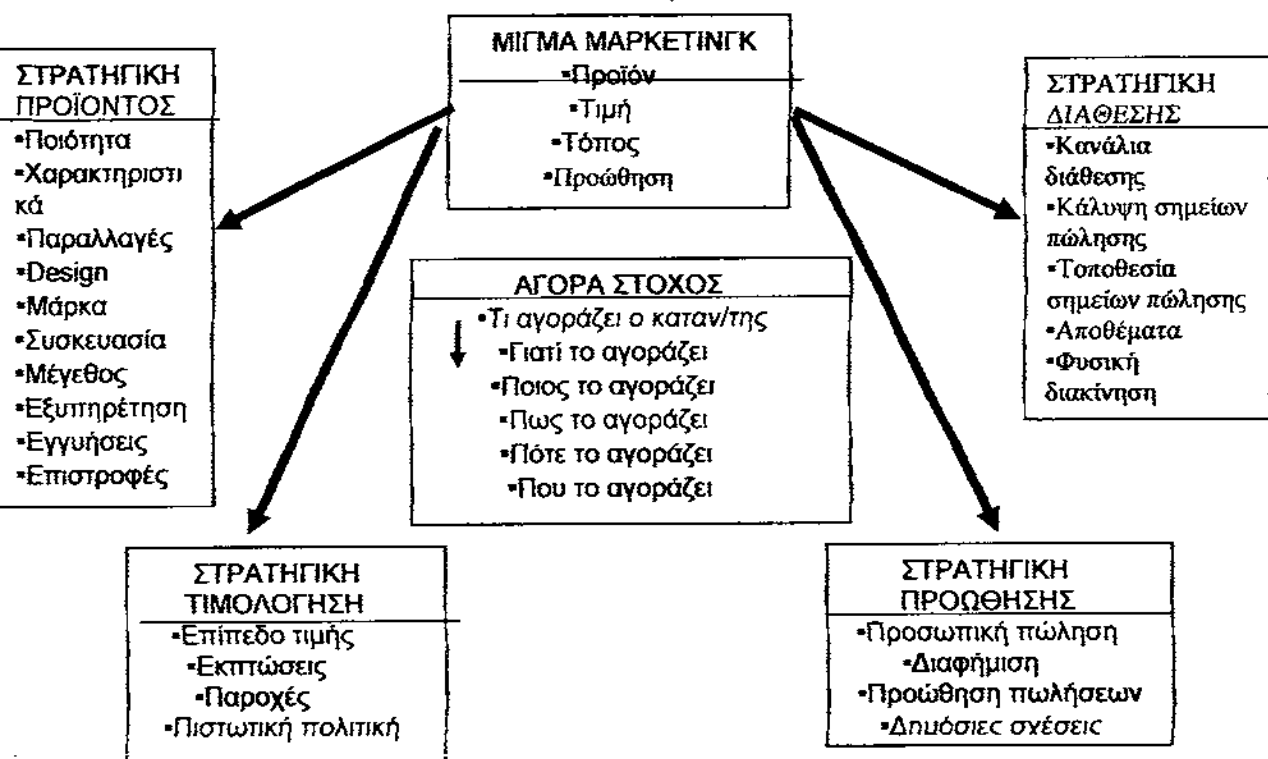 ΜΙΓΜΑ ΜΑΡΚΕΤΙΝΓΚ
▪Προϊόν
▪Τιμή
▪Τόπος
▪Προώθηση
ΣΤΡΑΤΗΓΙΚΗ
ΠΡΟΪΟΝΤΟΣ
▪Ποιότητα
▪Χαρακτηριστι
κά
▪Παραλλαγές
▪Design
▪Μάρκα
▪Συσκευασία
▪Μέγεθος
▪Εξυπηρέτηση
▪Εγγυήσεις
▪Επιστροφές
ΑΓΟΡΑ ΣΤΟΧΟΣ
▪Τι αγοράζει ο καταν/της
▪Γιατί το αγοράζει
▪Ποιος το αγοράζει
▪Πως το αγοράζει
▪Πότε το αγοράζει
▪Που το αγοράζει
ΣΤΡΑΤΗΓΙΚΗ
ΔΙΑΘΕΣΗΣ
▪Κανάλια
διάθεσης
▪Κάλυψη σημείων
πώλησης
▪Τοποθεσία
σημείων πώλησης
▪Αποθέματα
▪Φυσική
διακίνηση
ΣΤΡΑΤΗΓΙΚΗ
ΤΙΜΟΛΟΓΗΣΗ
▪Επίπεδο τιμής
▪Εκπτώσεις
▪Παροχές
▪Πιστωτική πολιτική
ΣΤΡΑΤΗΓΙΚΗ
ΠΡΟΩΘΗΣΗΣ
▪Προσωπική πώληση
▪Διαφήμιση
▪Προώθηση πωλήσεων
▪Δημόσιες σχέσεις